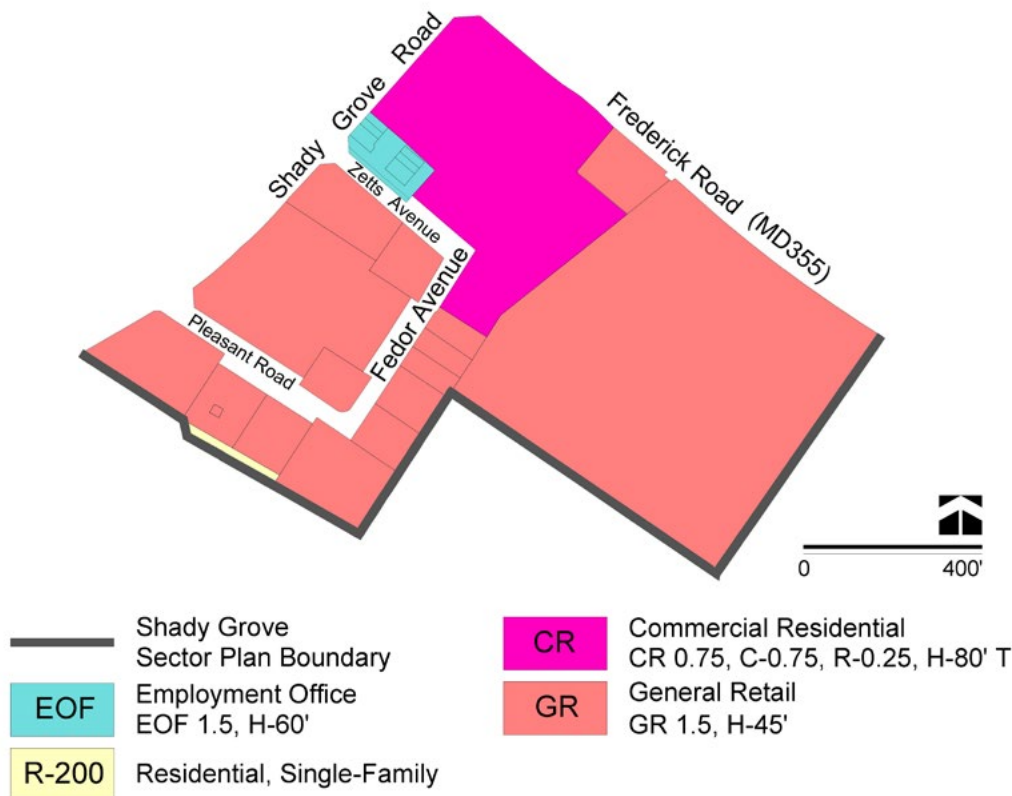 Shady Grove Road
Frederick Road (MD355)
Zetts Avenue
Fedor Avenue
Pleasant Road
0 400'
Shady Grove
Sector Plan Boundary
EOF
Employment Office
EOF 1.5, H-60'
R-200
Residential, Single-Family
CR
Commercial Residential
CR 0.75, C-0.75, R-0.25, H-80' T
GR
General Retail
GR 1.5, H-45'